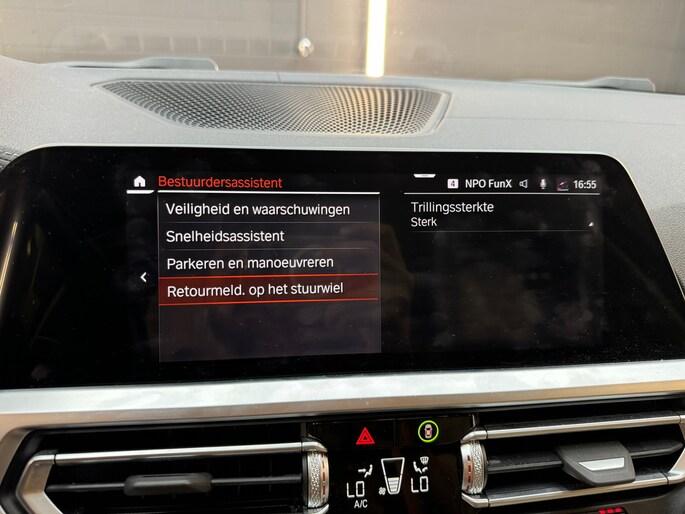 Bestuurdersassistent
4 NPO FunX 16:55
Veiligheid en waarschuwingen
Snelheidsassistent
Parkeren en manoeuvreren
Retourmeld. op het stuurwiel
Trillingssterkte
Sterk
LO LO
A/C